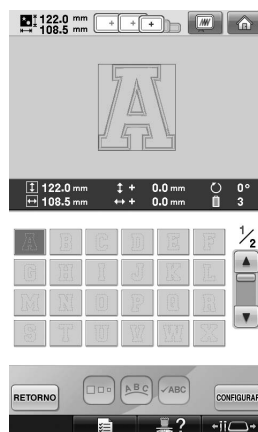 122.0 mm
108.5 mm
A
122.0 mm + 0.0 mm 0°
108.5 mm + 0.0 mm 3
1/2
A B C D E F
G H I J K L
M N O P Q R
S T U V W X
ABC ABC
RETORNO CONFIGURAR
?